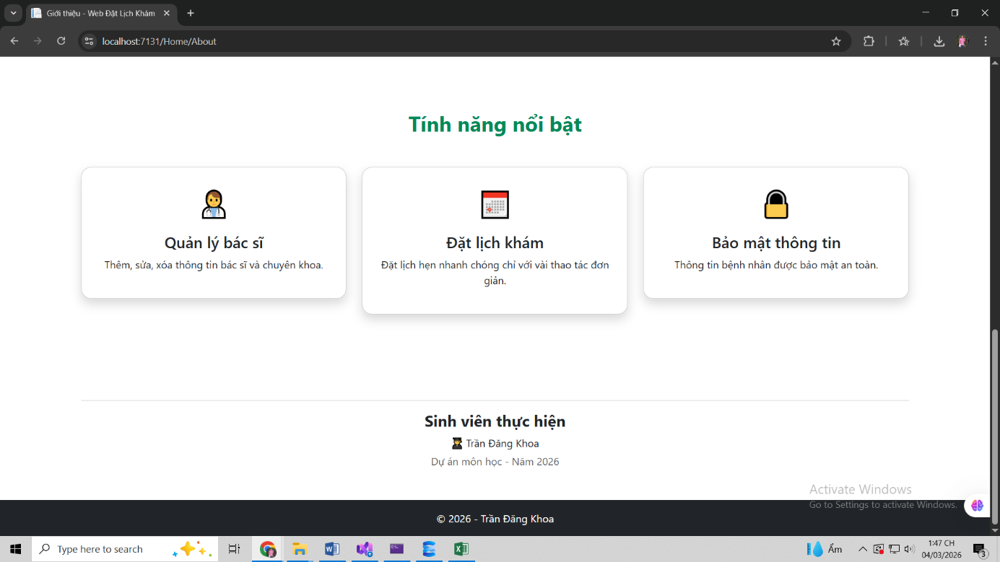 Giới thiệu - Web Đặt Lịch Khám
localhost:7131/Home/About
Tính năng nổi bật
Quản lý bác sĩ
Thêm, sửa, xóa thông tin bác sĩ và chuyên khoa.
Đặt lịch khám
Đặt lịch hẹn nhanh chóng chỉ với vài thao tác đơn
giản.
Bảo mật thông tin
Thông tin bệnh nhân được bảo mật an toàn.
Sinh viên thực hiện
Trần Đăng Khoa
Dự án môn học - Năm 2026
Activate Windows
Go to Settings to activate Windows.
© 2026 - Trần Đăng Khoa
Type here to search
Ẩm
1:47 CH
04/03/2026
3